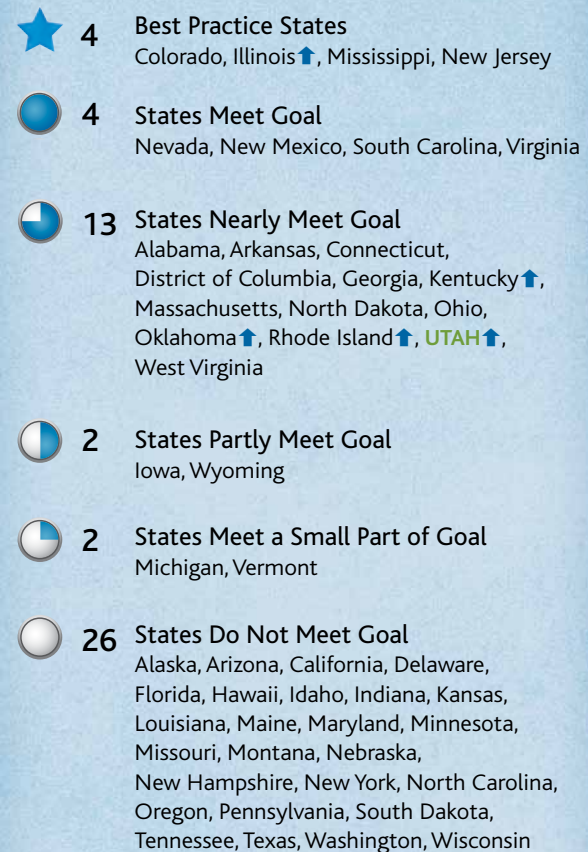 4 Best Practice States
Colorado, Illinois⬆, Mississippi, New Jersey
4 States Meet Goal
Nevada, New Mexico, South Carolina, Virginia
13 States Nearly Meet Goal
Alabama, Arkansas, Connecticut,
District of Columbia, Georgia, Kentucky⬆,
Massachusetts, North Dakota, Ohio,
Oklahoma⬆, Rhode Island⬆, UTAH⬆,
West Virginia
2 States Partly Meet Goal
Iowa, Wyoming
2 States Meet a Small Part of Goal
Michigan, Vermont
26 States Do Not Meet Goal
Alaska, Arizona, California, Delaware,
Florida, Hawaii, Idaho, Indiana, Kansas,
Louisiana, Maine, Maryland, Minnesota,
Missouri, Montana, Nebraska,
New Hampshire, New York, North Carolina,
Oregon, Pennsylvania, South Dakota,
Tennessee, Texas, Washington, Wisconsin